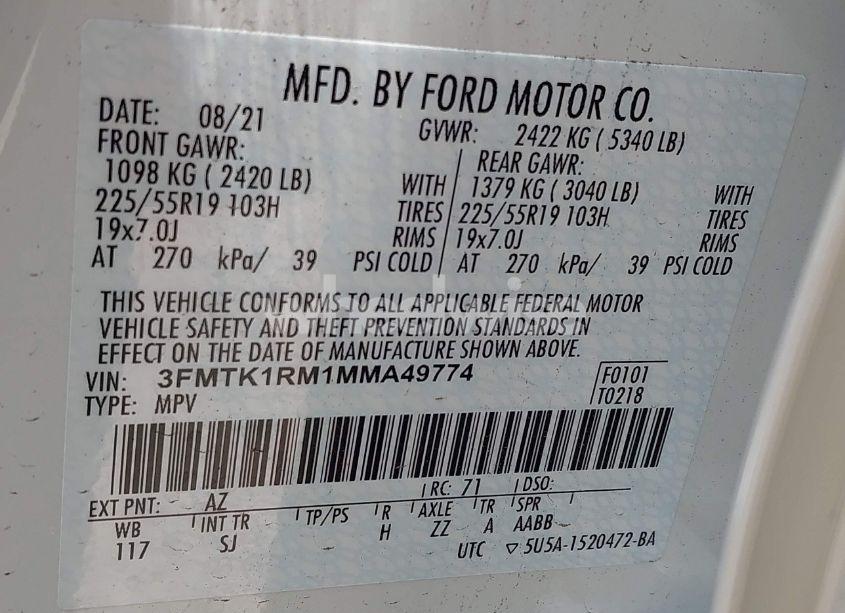 MFD. BY FORD MOTOR CO.
DATE: 08/21 GVWR: 2422 KG ( 5340 LB)
FRONT GAWR: REAR GAWR:
1098 KG ( 2420 LB) WITH 1379 KG ( 3040 LB) WITH
225/55R19 103H TIRES 225/55R19 103H TIRES
19x7.0J RIMS 19x7.0J RIMS
AT 270 kPa/ 39 PSI COLD AT 270 kPa/ 39 PSI COLD
THIS VEHICLE CONFORMS TO ALL APPLICABLE FEDERAL MOTOR
VEHICLE SAFETY AND THEFT PREVENTION STANDARDS IN
EFFECT ON THE DATE OF MANUFACTURE SHOWN ABOVE.
VIN: 3FMTK1RM1MMA49774 F0101
TYPE: MPV T0218
EXT PNT: AZ RC: 71 DSO:
WB INT TR TP/PS R AXLE TR SPR
117 SJ H ZZ A AABB
UTC ▽ 5U5A-1520472-BA